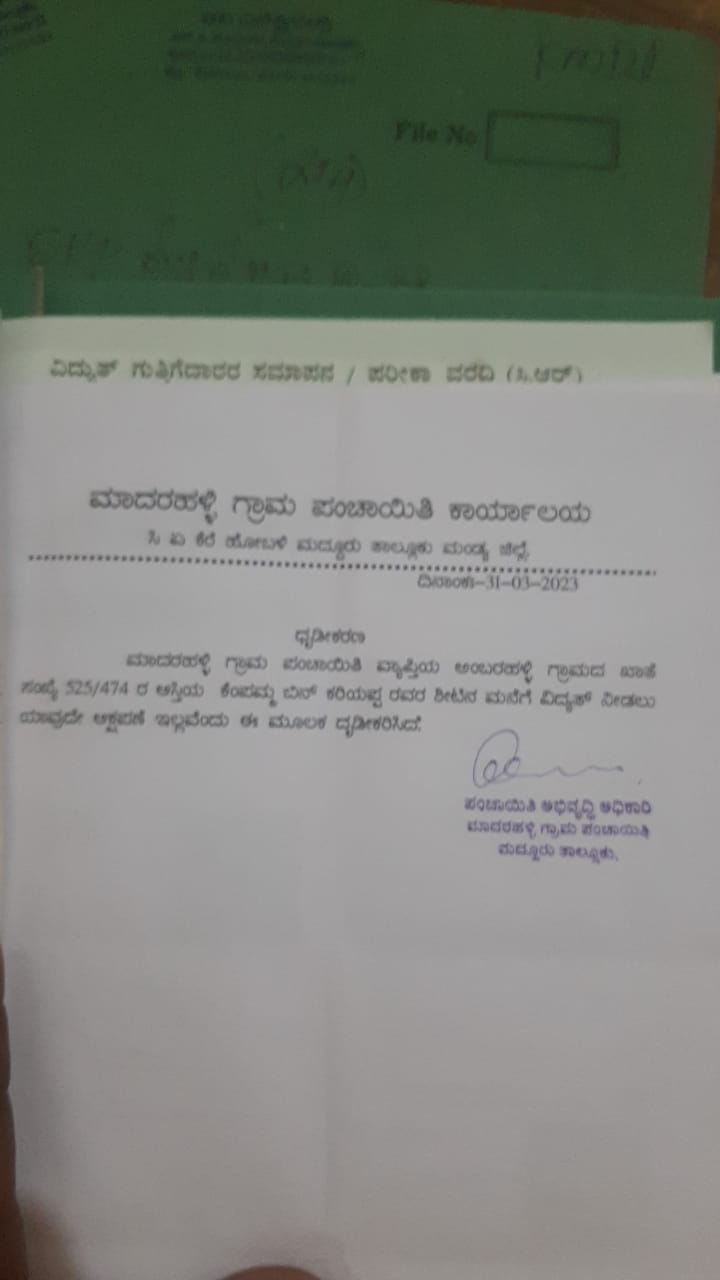 File No
ವಿದ್ಯುತ್ ಗುತ್ತಿಗೆದಾರರ ಸಮಾಪನ / ಪರೀಕ್ಷಾ ವರದಿ (ಸಿ.ಆರ್)
ಮಾದರಹಳ್ಳಿ ಗ್ರಾಮ ಪಂಚಾಯಿತಿ ಕಾರ್ಯಾಲಯ
ಸಿ ಏ ಕೆರೆ ಹೋಬಳಿ ಮದ್ದೂರು ತಾಲ್ಲೂಕು ಮಂಡ್ಯ ಜಿಲ್ಲೆ
ದಿನಾಂಕ:-31-03-2023
ಧೃಡೀಕರಣ
ಮಾದರಹಳ್ಳಿ ಗ್ರಾಮ ಪಂಚಾಯಿತಿ ವ್ಯಾಪ್ತಿಯ ಅಂಬರಹಳ್ಳಿ ಗ್ರಾಮದ ಖಾತೆ
ಸಂಖ್ಯೆ 525/474 ರ ಆಸ್ತಿಯ ಕೆಂಪಮ್ಮ ಬಿನ್ ಕರಿಯಪ್ಪ ರವರ ಶೀಟಿನ ಮನೆಗೆ ವಿದ್ಯುತ್ ನೀಡಲು
ಯಾವುದೇ ಆಕ್ಷಪಣೆ ಇಲ್ಲವೆಂದು ಈ ಮೂಲಕ ದೃಡೀಕರಿಸಿದೆ.
ಪಂಚಾಯಿತಿ ಅಭಿವೃದ್ಧಿ ಅಧಿಕಾರಿ
ಮಾದರಹಳ್ಳಿ ಗ್ರಾಮ ಪಂಚಾಯಿತಿ
ಮದ್ದೂರು ತಾಲ್ಲೂಕು.